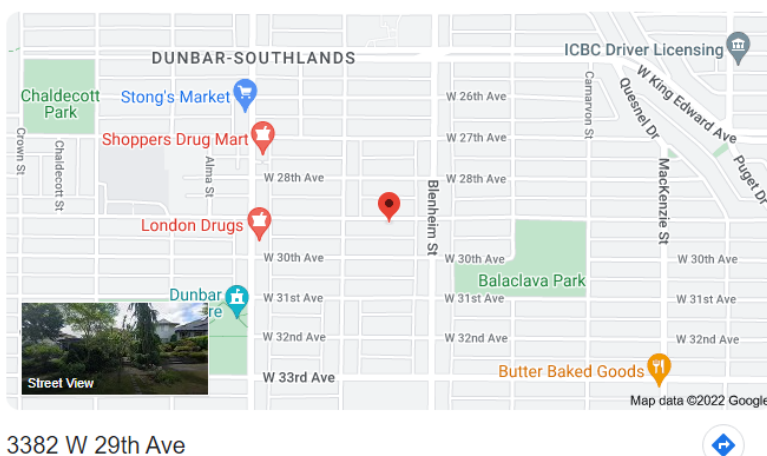 DUNBAR-SOUTHLANDS
ICBC Driver Licensing
Chaldecott
Park
Stong's Market
W 26th Ave
Carnarvon St
Quesnel Dr
W King Edward Ave
Shoppers Drug Mart
W 27th Ave
Crown St
Chaldecott St
Alma St
W 28th Ave
Blenheim St
W 28th Ave
MacKenzie St
Puget Dr
London Drugs
W 30th Ave
W 30th Ave
W 30th Ave
Balaclava Park
Dunbar
re
W 31st Ave
W 31st Ave
W 31st Ave
W 32nd Ave
W 32nd Ave
W 32nd Ave
Street View
W 33rd Ave
Butter Baked Goods
Map data ©2022 Google
3382 W 29th Ave